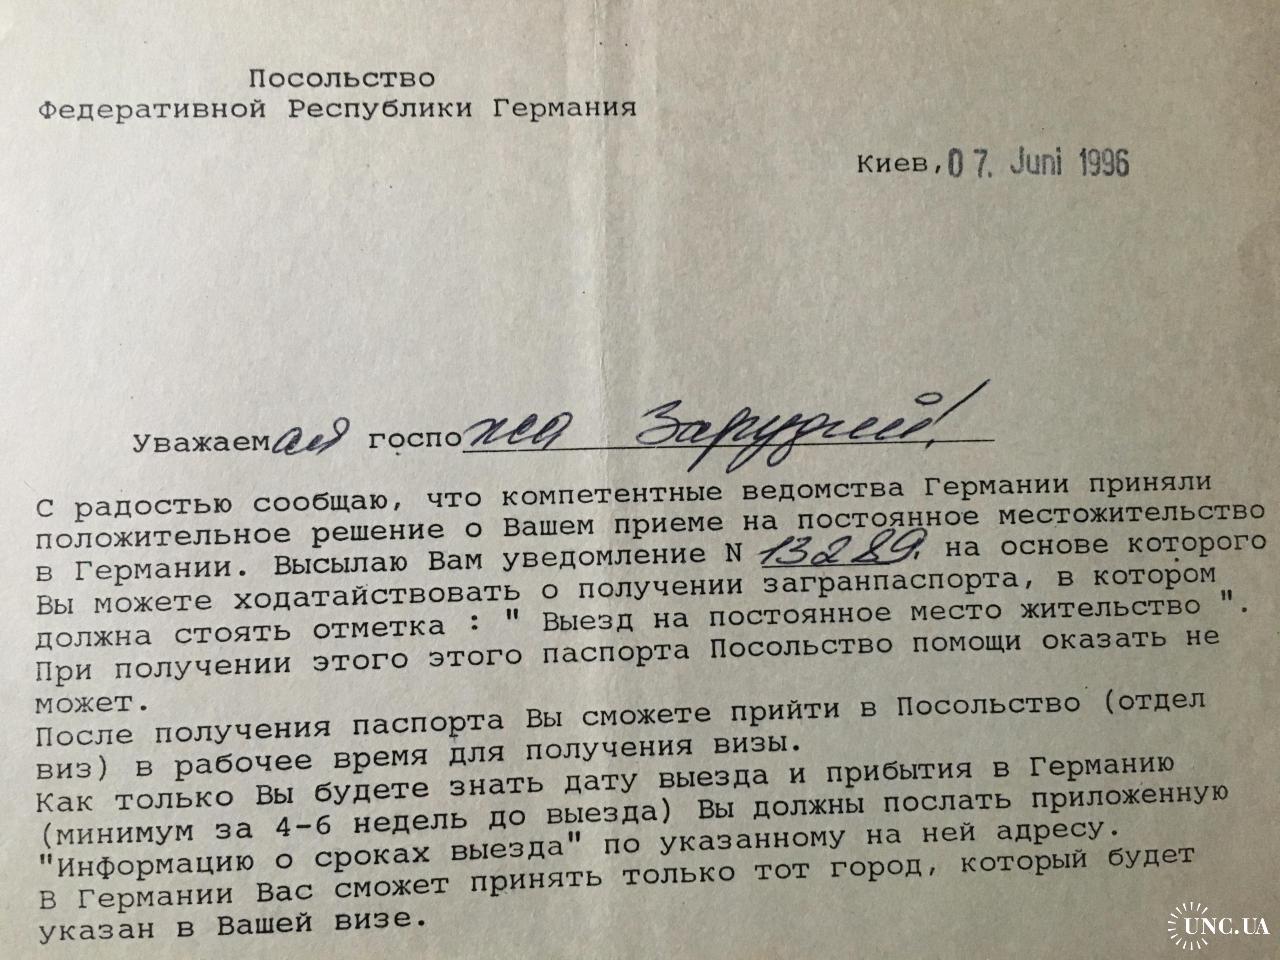 Посольство
Федеративной Республики Германия
Киев, 07. Juni 1996
Уважаемая госпожа Зарудний!
С радостью сообщаю, что компетентные ведомства Германии приняли
положительное решение о Вашем приеме на постоянное местожительство
в Германии. Высылаю Вам уведомление N 13289. на основе которого
Вы можете ходатайствовать о получении загранпаспорта, в котором
должна стоять отметка : " Выезд на постоянное место жительство ".
При получении этого этого паспорта Посольство помощи оказать не
может.
После получения паспорта Вы сможете прийти в Посольство (отдел
виз) в рабочее время для получения визы.
Как только Вы будете знать дату выезда и прибытия в Германию
(минимум за 4-6 недель до выезда) Вы должны послать приложенную
"Информацию о сроках выезда" по указанному на ней адресу.
В Германии Вас сможет принять только тот город, который будет
указан в Вашей визе.
UNC.UA